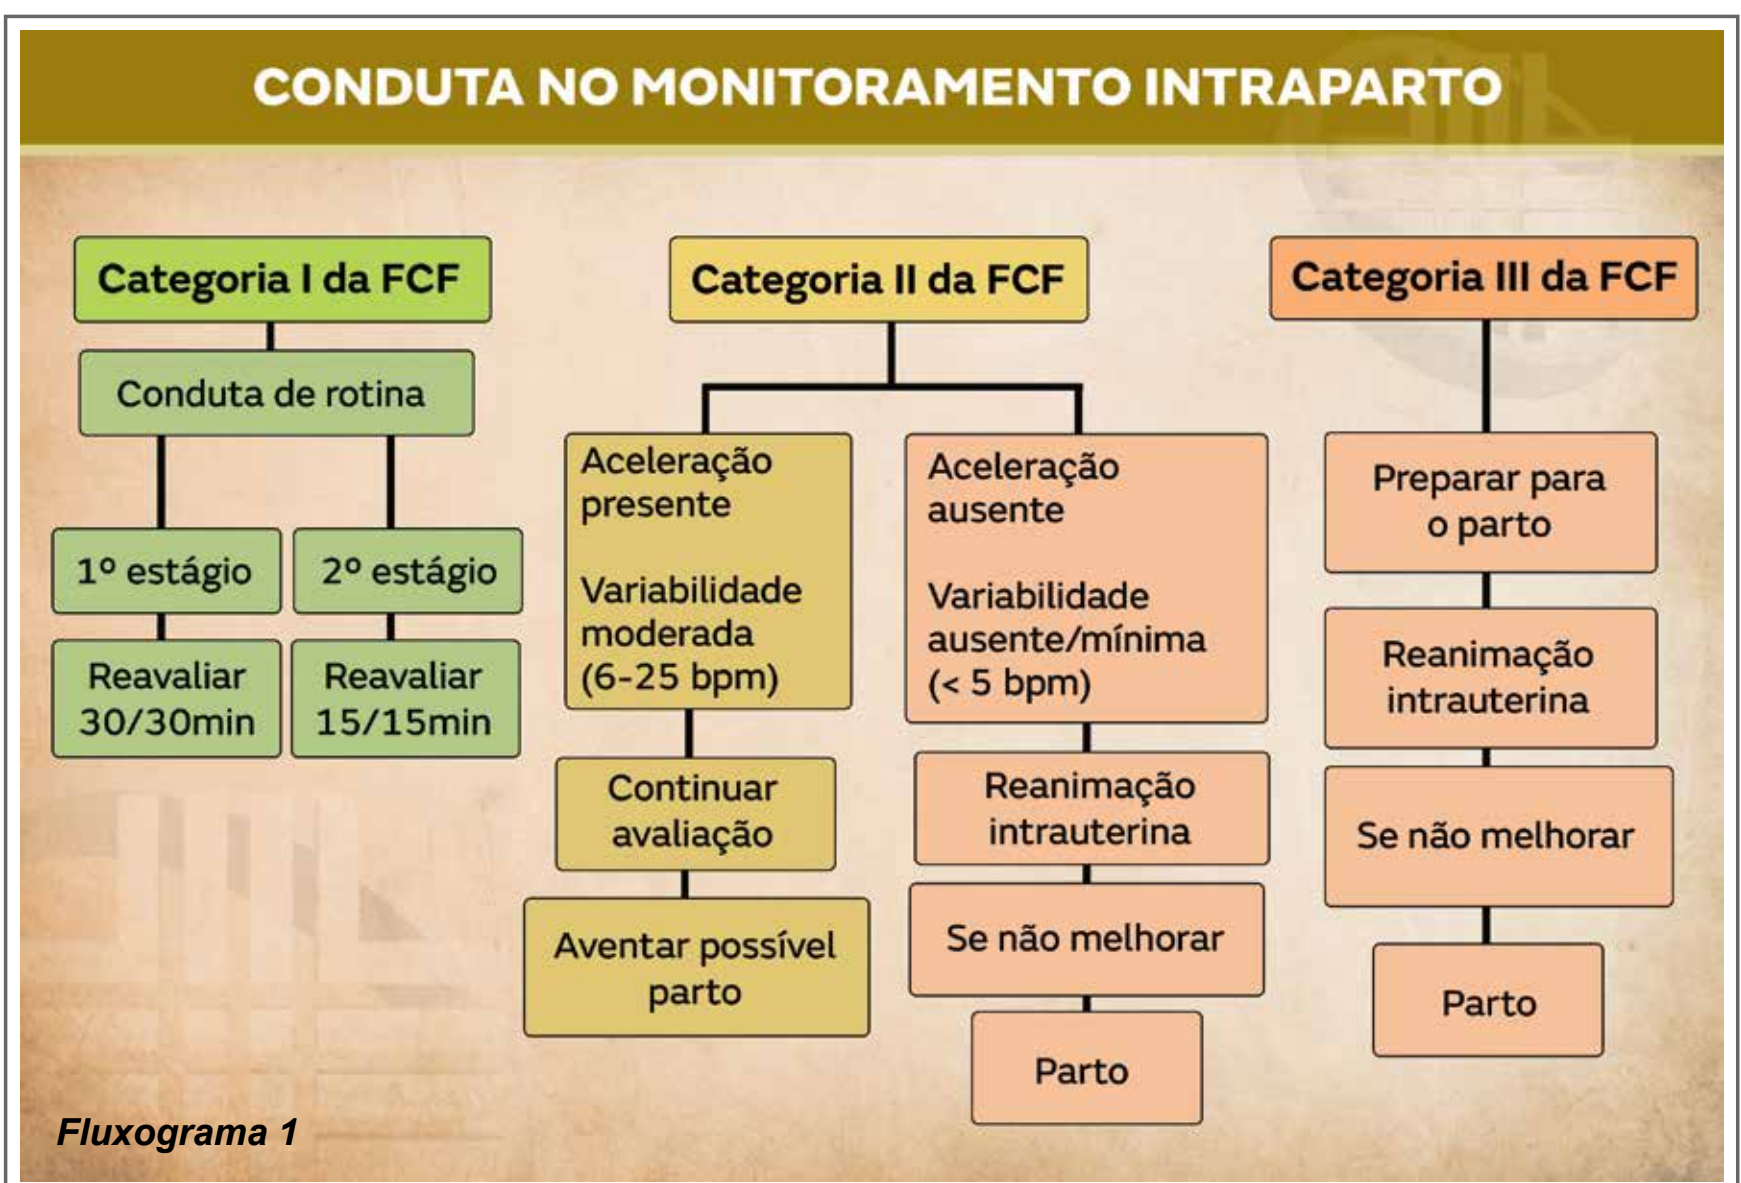 CONDUTA NO MONITORAMENTO INTRAPARTO
Categoria I da FCF
Conduta de rotina
1º estágio
2º estágio
Reavaliar
30/30min
Reavaliar
15/15min
Categoria II da FCF
Aceleração
presente
Variabilidade
moderada
(6-25 bpm)
Continuar
avaliação
Aventar possível
parto
Aceleração
ausente
Variabilidade
ausente/mínima
(< 5 bpm)
Reanimação
intrauterina
Se não melhorar
Parto
Categoria III da FCF
Preparar para
o parto
Reanimação
intrauterina
Se não melhorar
Parto
Fluxograma 1